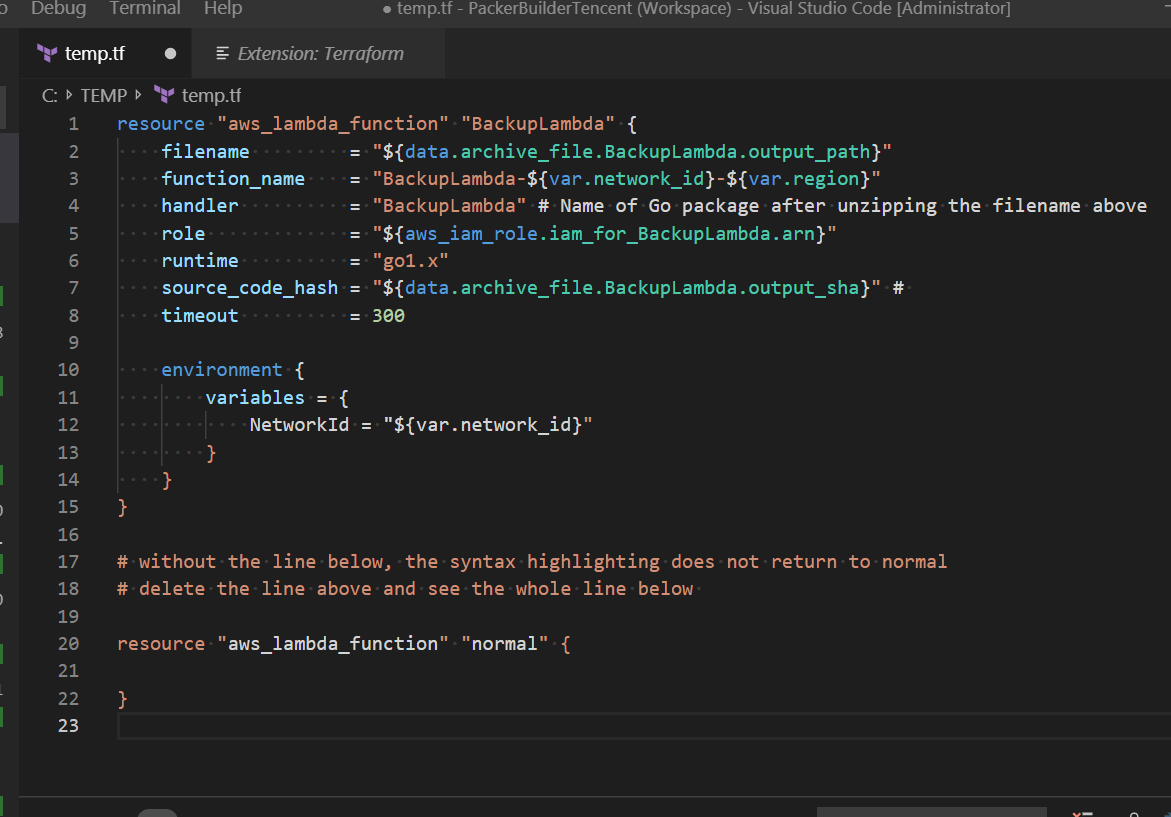 Debug Terminal Help ● temp.tf - PackerBuilderTencent (Workspace) - Visual Studio Code [Administrator]
temp.tf ● Extension: Terraform
C: > TEMP > temp.tf
1 resource "aws_lambda_function" "BackupLambda" {
2 filename = "${data.archive_file.BackupLambda.output_path}"
3 function_name = "BackupLambda-${var.network_id}-${var.region}"
4 handler = "BackupLambda" # Name of Go package after unzipping the filename above
5 role = "${aws_iam_role.iam_for_BackupLambda.arn}"
6 runtime = "go1.x"
7 source_code_hash = "${data.archive_file.BackupLambda.output_sha}" #
8 timeout = 300
9
10 environment {
11 variables = {
12 NetworkId = "${var.network_id}"
13 }
14 }
15 }
16
17 # without the line below, the syntax highlighting does not return to normal
18 # delete the line above and see the whole line below
19
20 resource "aws_lambda_function" "normal" {
21
22 }
23